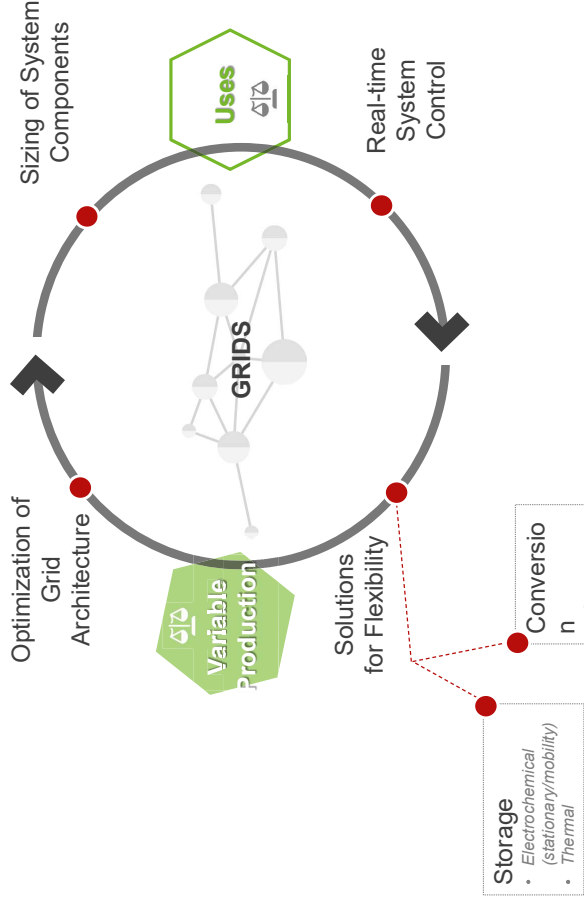 Optimization of
Grid
Architecture
Sizing of System
Components
Variable
Production
GRIDS
Uses
Solutions
for Flexibility
Real-time
System
Control
Storage
• Electrochemical
(stationary/mobility)
• Thermal
Conversio
n